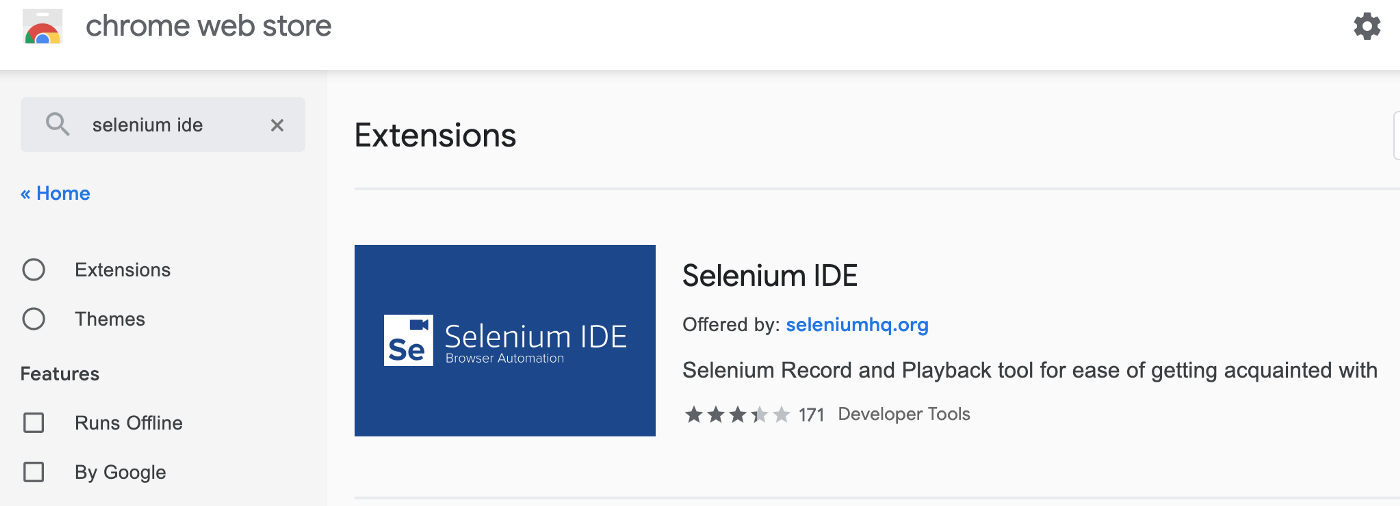 chrome web store
selenium ide
« Home
Extensions
Themes
Features
Runs Offline
By Google
Extensions
Se
Selenium IDE
Browser Automation
Selenium IDE
Offered by: seleniumhq.org
Selenium Record and Playback tool for ease of getting acquainted with
171 Developer Tools